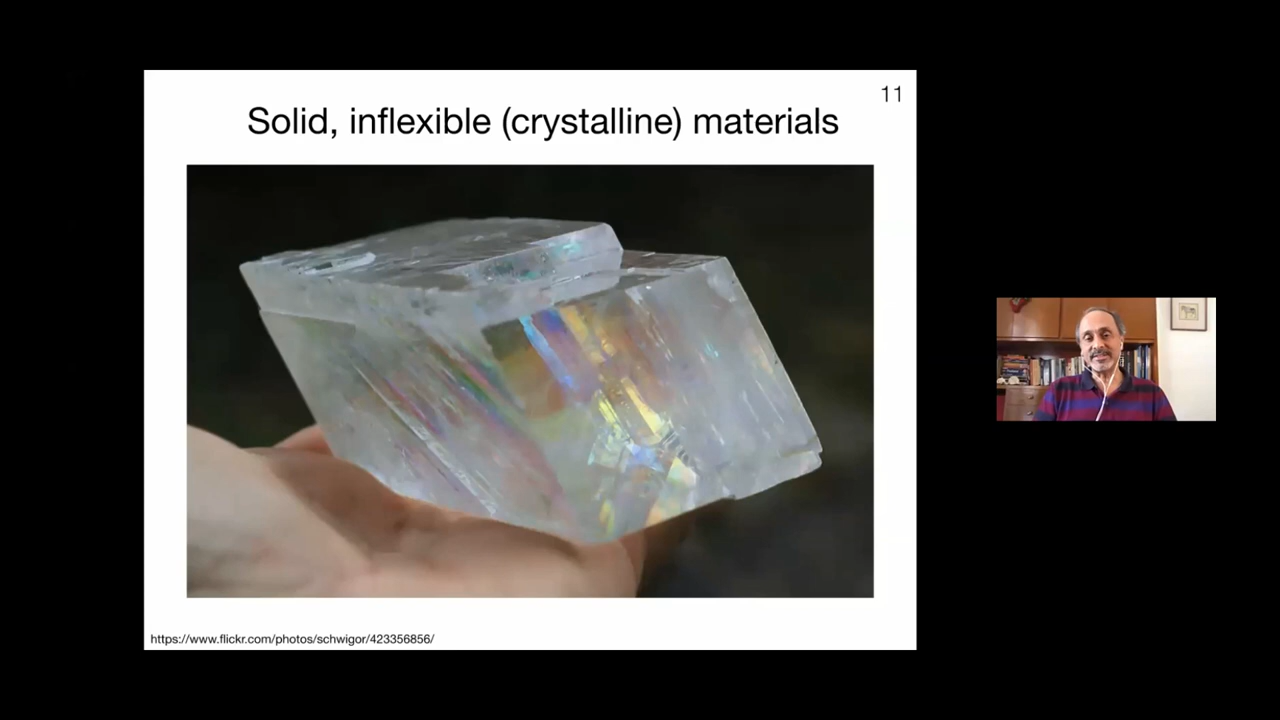 11
Solid, inflexible (crystalline) materials
https://www.flickr.com/photos/schwigor/423356856/